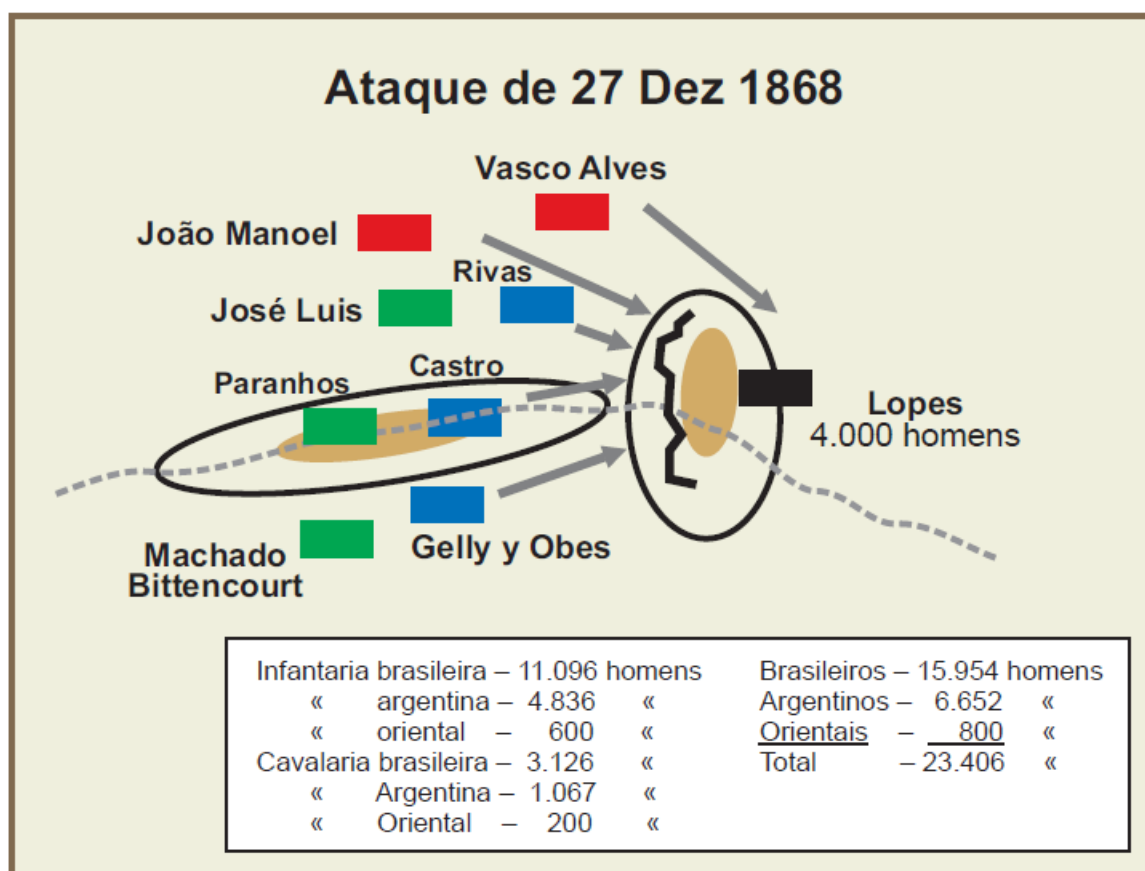 Ataque de 27 Dez 1868
Vasco Alves
João Manoel
Rivas
José Luis
Castro
Paranhos
Lopes
4.000 homens
Gelly y Obes
Machado
Bittencourt
Infantaria brasileira – 11.096 homens
« argentina – 4.836 «
« oriental – 600 «
Cavalaria brasileira – 3.126 «
« Argentina – 1.067 «
« Oriental – 200 «
Brasileiros – 15.954 homens
Argentinos – 6.652 «
Orientais – 800 «
Total – 23.406 «